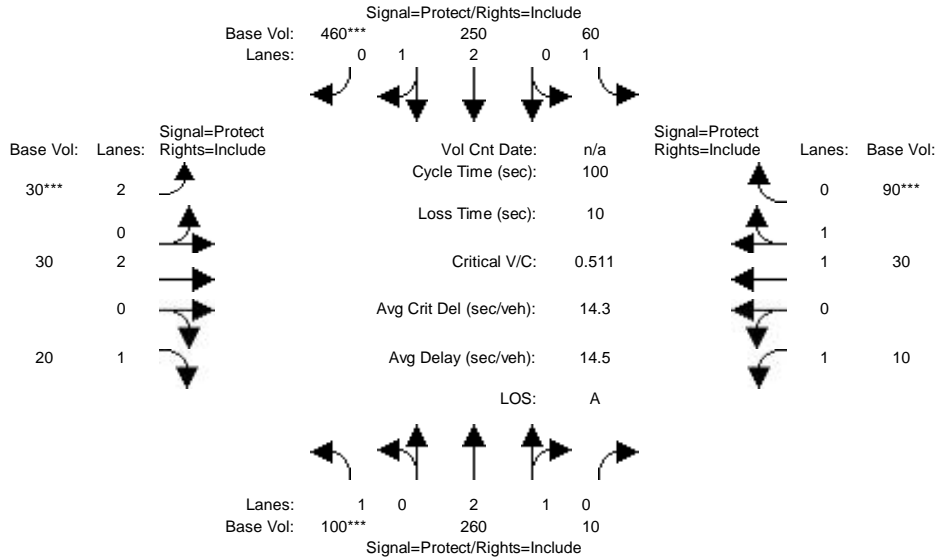 Signal=Protect/Rights=Include
Base Vol: 460*** 250 60
Lanes: 0 1 2 0 1
Signal=Protect
Base Vol: Lanes: Rights=Include
Vol Cnt Date: n/a
Signal=Protect
Rights=Include Lanes: Base Vol:
Cycle Time (sec): 100
30*** 2
0 90***
Loss Time (sec): 10
0
1
30 2
Critical V/C: 0.511
1 30
0
Avg Crit Del (sec/veh): 14.3
0
20 1
Avg Delay (sec/veh): 14.5
1 10
LOS: A
Lanes: 1 0 2 1 0
Base Vol: 100*** 260 10
Signal=Protect/Rights=Include